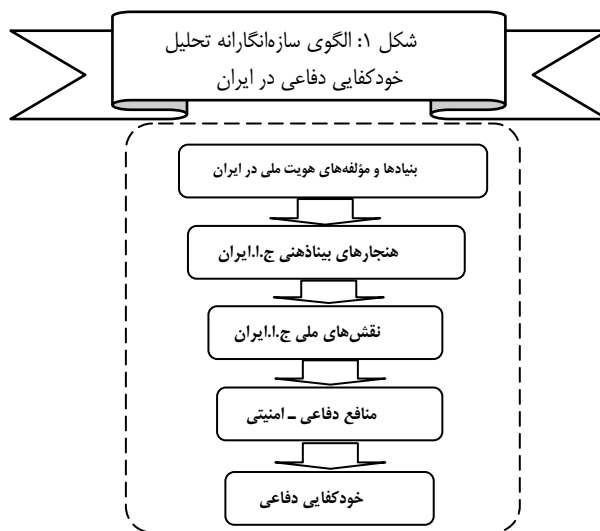 شکل ۱: الگوی سازه‌انگارانه تحلیل
خودکفایی دفاعی در ایران
بنیادها و مؤلفه‌های هویت ملی در ایران
هنجارهای بیناذهنی ج.ا.ایران
نقش‌های ملی ج.ا.ایران
منافع دفاعی ـ امنیتی
خودکفایی دفاعی